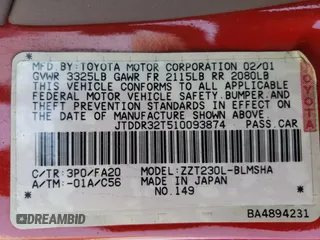 MFD BY: TOYOTA MOTOR CORPORATION 02/01
GVWR 3325LB GAWR FR 2115LB RR 2080LB
THIS VEHICLE CONFORMS TO ALL APPLICABLE
FEDERAL MOTOR VEHICLE SAFETY, BUMPER, AND
THEFT PREVENTION STANDARDS IN EFFECT ON
THE DATE OF MANUFACTURE SHOWN ABOVE.
JTDDR32T510093874 PASS.CAR
C/TR: 3P0/FA20 MODEL: ZZT230L-BLMSHA
A/TM: -01A/C56 MADE IN JAPAN
NO.149
TOYOTA
BA4894231
DREAMBID